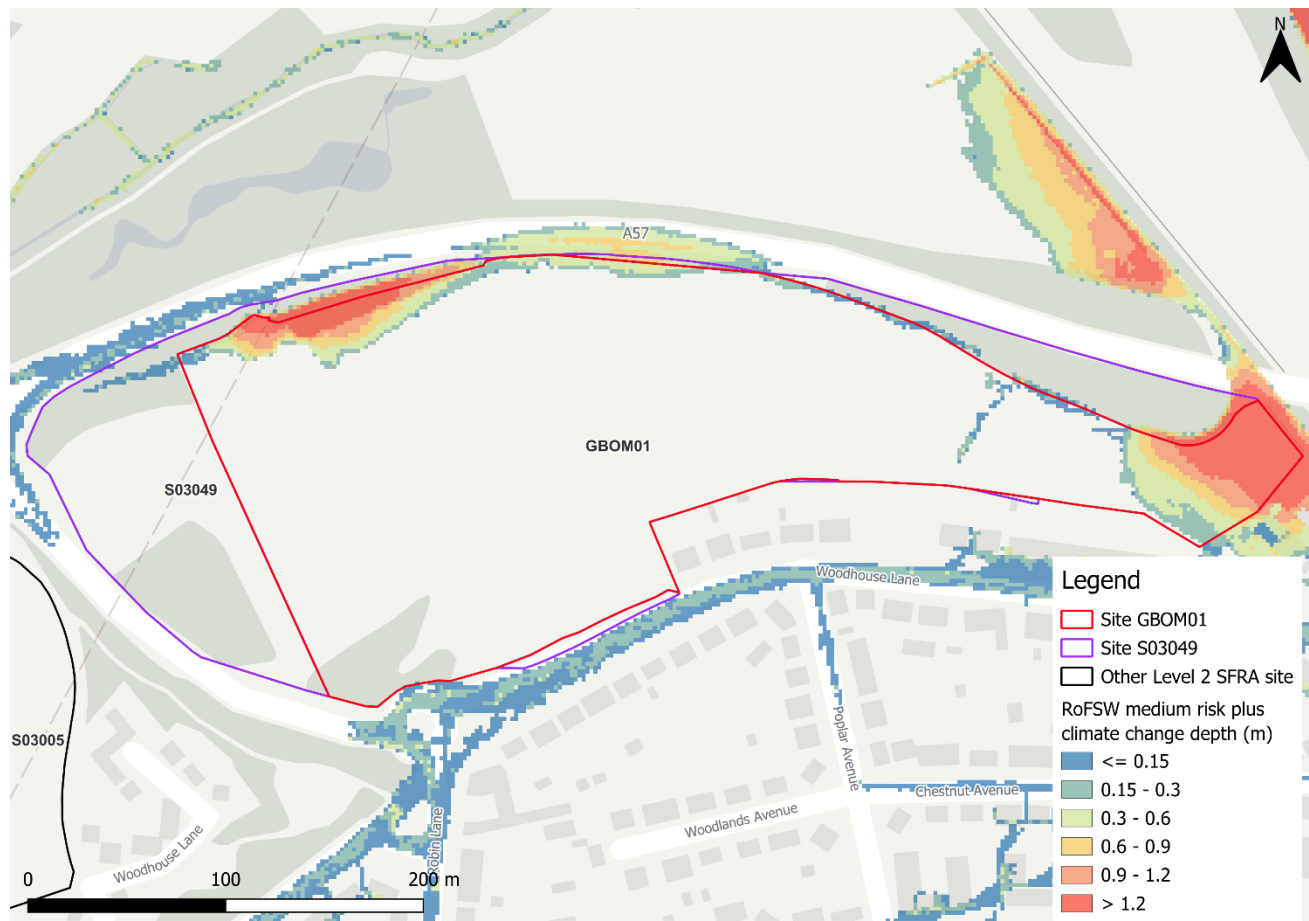 N
A57
GBOM01
S03049
Woodhouse Lane
Legend
Site GBOM01
Site S03049
Other Level 2 SFRA site
RoFSW medium risk plus
climate change depth (m)
<= 0.15
0.15 - 0.3
0.3 - 0.6
0.6 - 0.9
0.9 - 1.2
> 1.2
S03005
Poplar Avenue
Chestnut Avenue
Woodlands Avenue
Robin Lane
Woodhouse Lane
0
100
200 m